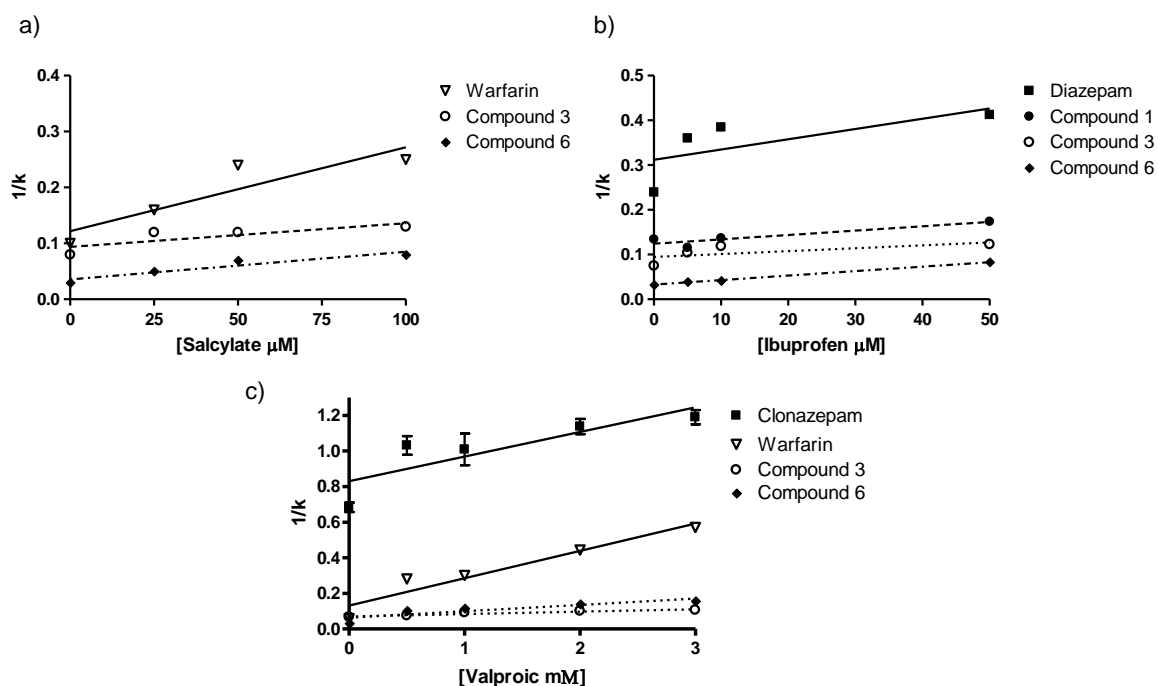 a)
0.4
0.3
0.2
0.1
0.0
1/k
0
25
50
75
100
[Salcylate μM]
Warfarin
Compound 3
Compound 6
b)
0.5
0.4
0.3
0.2
0.1
0.0
1/k
0
10
20
30
40
50
[Ibuprofen μM]
Diazepam
Compound 1
Compound 3
Compound 6
c)
1.2
1.0
0.8
0.6
0.4
0.2
0.0
1/k
0
1
2
3
[Valproic mM]
Clonazepam
Warfarin
Compound 3
Compound 6